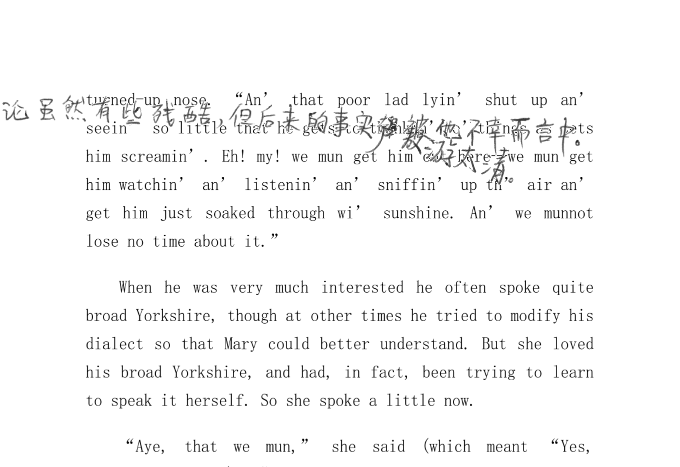 turned-up nose. “An’ that poor lad lyin’ shut up an’
论虽然有些残酷,但后来的事实 被他不幸而言中。
seein’ so little that he gets to thinkin’ o’ things as sets
太清。
him screamin’. Eh! my! we mun get him out here—we mun get
him watchin’ an’ listenin’ an’ sniffin’ up th’ air an’
get him just soaked through wi’ sunshine. An’ we munnot
lose no time about it.”
When he was very much interested he often spoke quite
broad Yorkshire, though at other times he tried to modify his
dialect so that Mary could better understand. But she loved
his broad Yorkshire, and had, in fact, been trying to learn
to speak it herself. So she spoke a little now.
“Aye, that we mun,” she said (which meant “Yes,